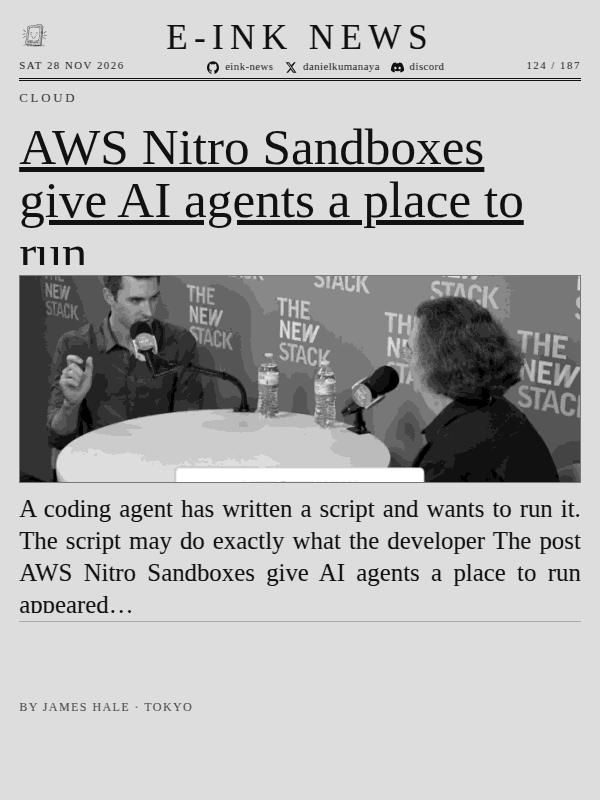 E-INK NEWS
SAT 28 NOV 2026
eink-news
danielkumanaya
discord
124 / 187
CLOUD
AWS Nitro Sandboxes
give AI agents a place to
run
THE NEW STACK
THE NEW STACK
THE NEW STACK
STACK
STACK
THE NEW STACK
A coding agent has written a script and wants to run it.
The script may do exactly what the developer The post
AWS Nitro Sandboxes give AI agents a place to run
appeared…
BY JAMES HALE · TOKYO